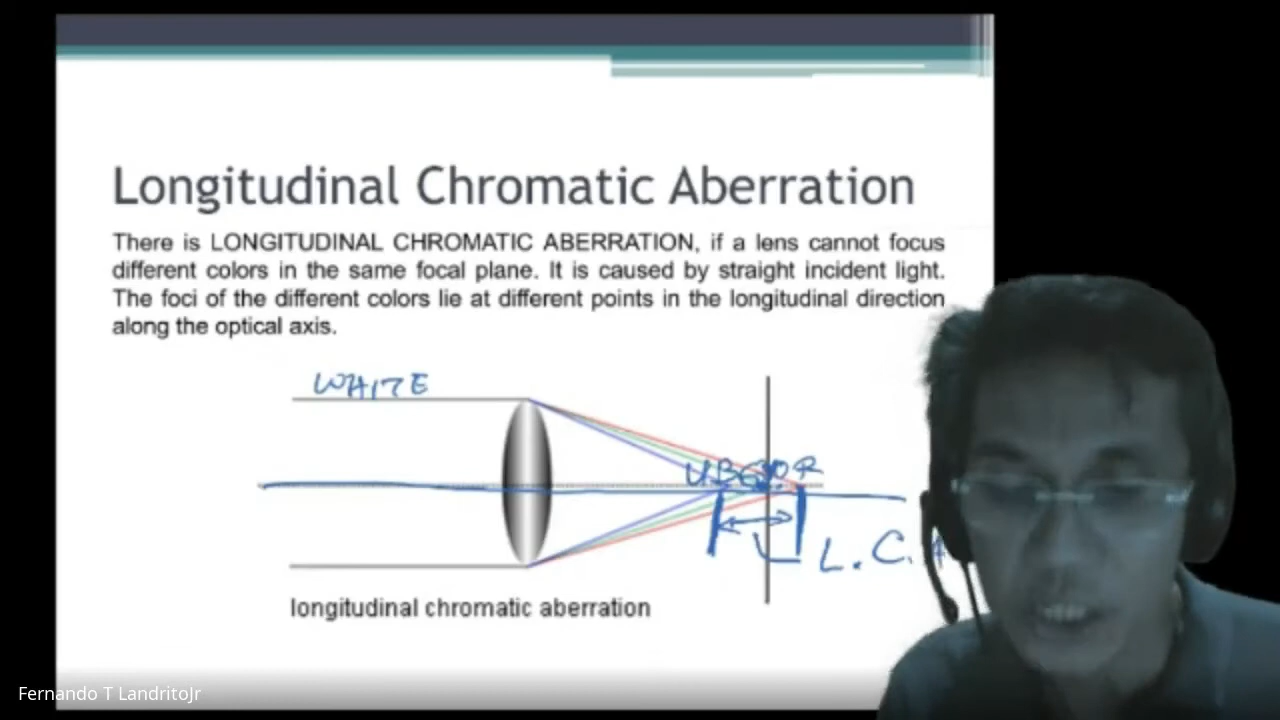 Longitudinal Chromatic Aberration
There is LONGITUDINAL CHROMATIC ABERRATION, if a lens cannot focus
different colors in the same focal plane. It is caused by straight incident light.
The foci of the different colors lie at different points in the longitudinal direction
along the optical axis.
WHITE
L.C.A
longitudinal chromatic aberration
Fernando T LandritoJr